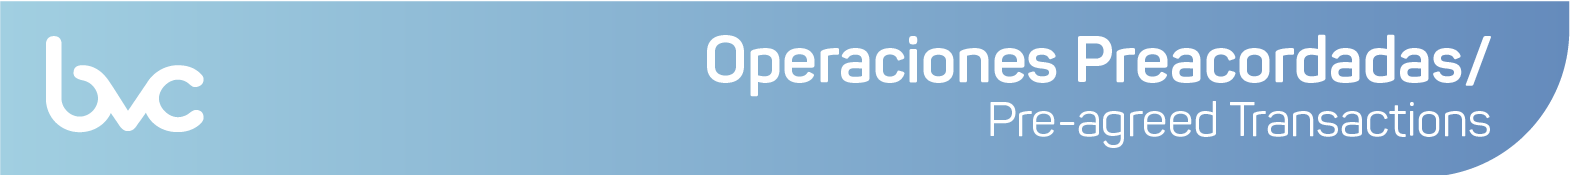 bvc
Operaciones Preacordadas/
Pre-agreed Transactions